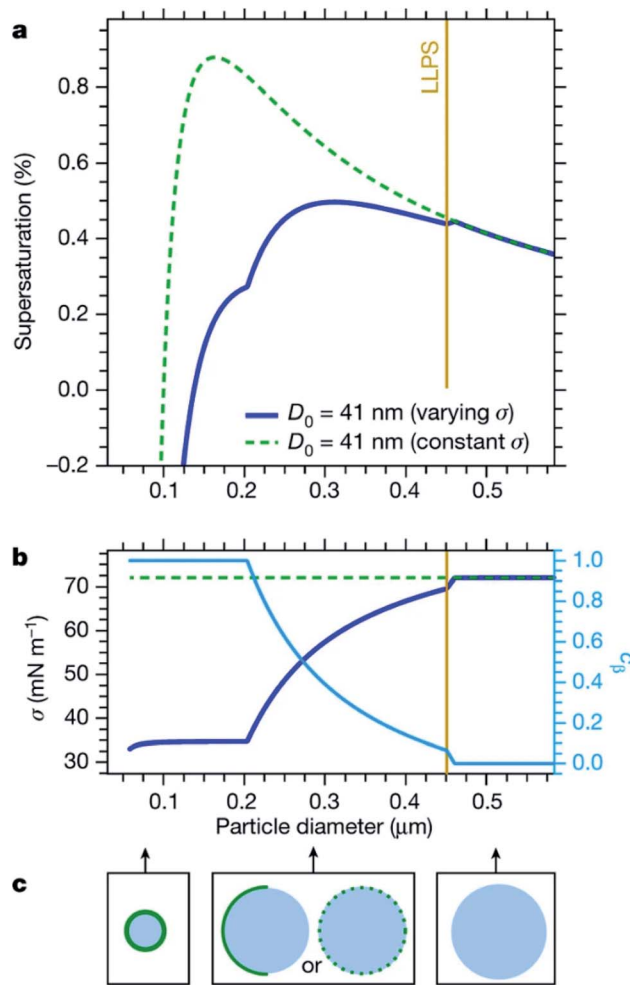 a
LLPS
0.8
0.6
0.4
0.2
0.0
−0.2
Supersaturation (%)
D0 = 41 nm (varying σ)
D0 = 41 nm (constant σ)
0.1 0.2 0.3 0.4 0.5
b
70
60
50
40
30
σ (mN m−1)
1.0
0.8
0.6
0.4
0.2
0.0
cβ
0.1 0.2 0.3 0.4 0.5
Particle diameter (μm)
c
or